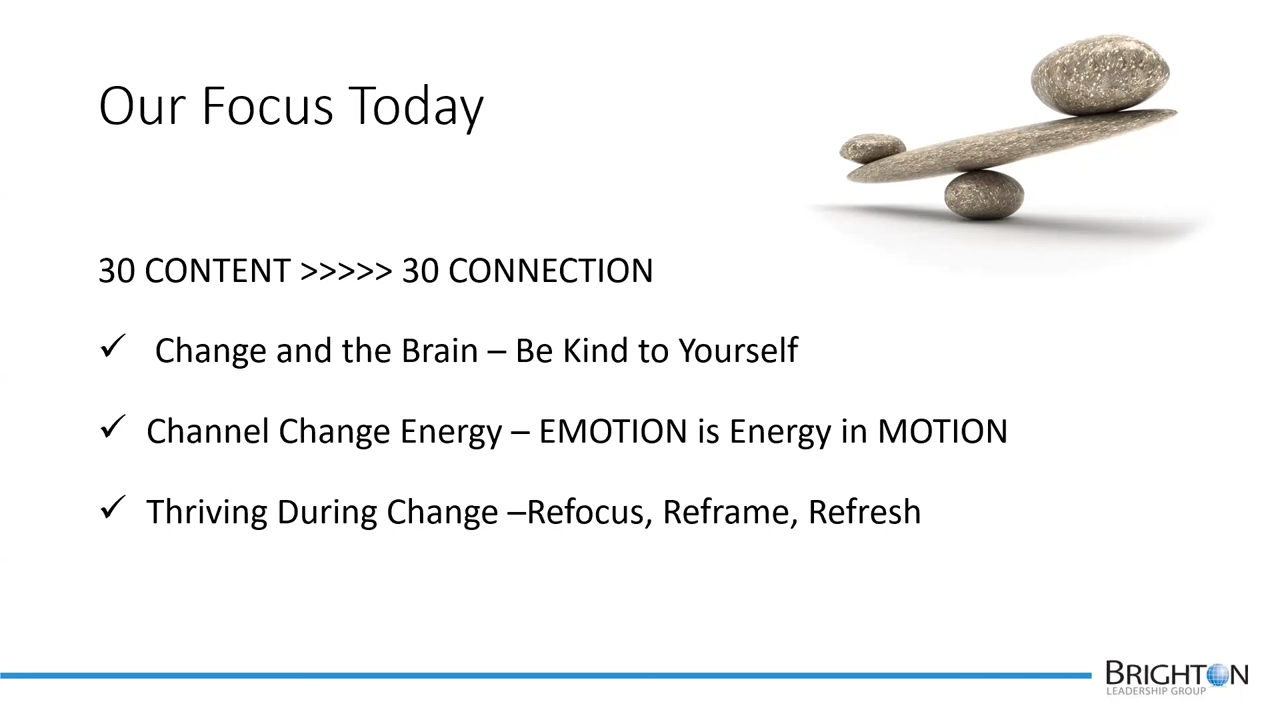 Our Focus Today
30 CONTENT >>>>> 30 CONNECTION
✓ Change and the Brain – Be Kind to Yourself
✓ Channel Change Energy – EMOTION is Energy in MOTION
✓ Thriving During Change –Refocus, Reframe, Refresh
BRIGHTON
LEADERSHIP GROUP